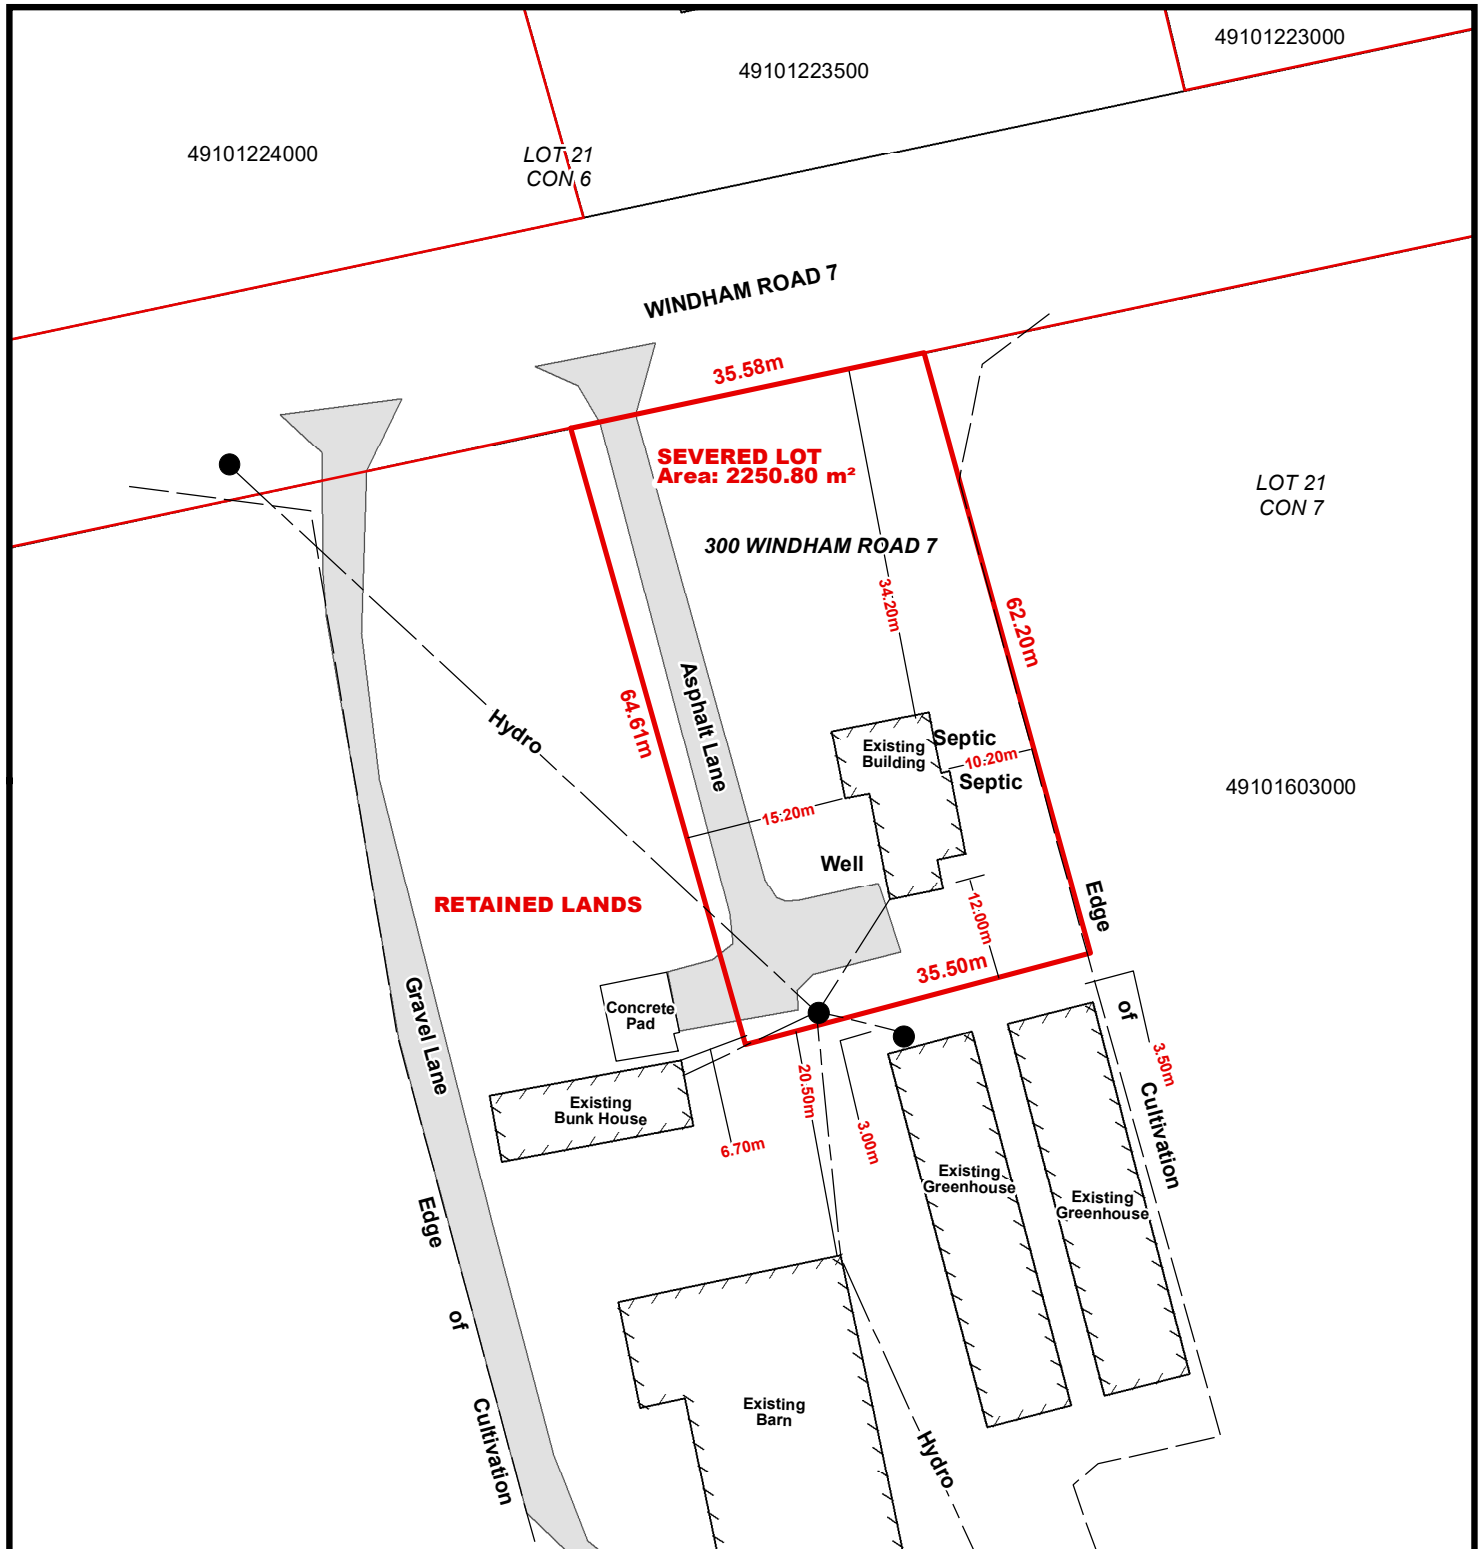 49101223000
49101223500
49101224000
LOT 21
CON 6
WINDHAM ROAD 7
35.58m
SEVERED LOT
Area: 2250.80 m²
LOT 21
CON 7
300 WINDHAM ROAD 7
34.20m
62.20m
64.61m
Asphalt Lane
Hydro
Existing
Building
Septic
10.20m
Septic
49101603000
15.20m
Well
RETAINED LANDS
12.00m
Edge
35.50m
Gravel Lane
Concrete
Pad
of
3.50m
20.50m
Existing
Bunk House
6.70m
3.00m
Cultivation
Existing
Greenhouse
Existing
Greenhouse
Edge
of
Cultivation
Existing
Barn
Hydro